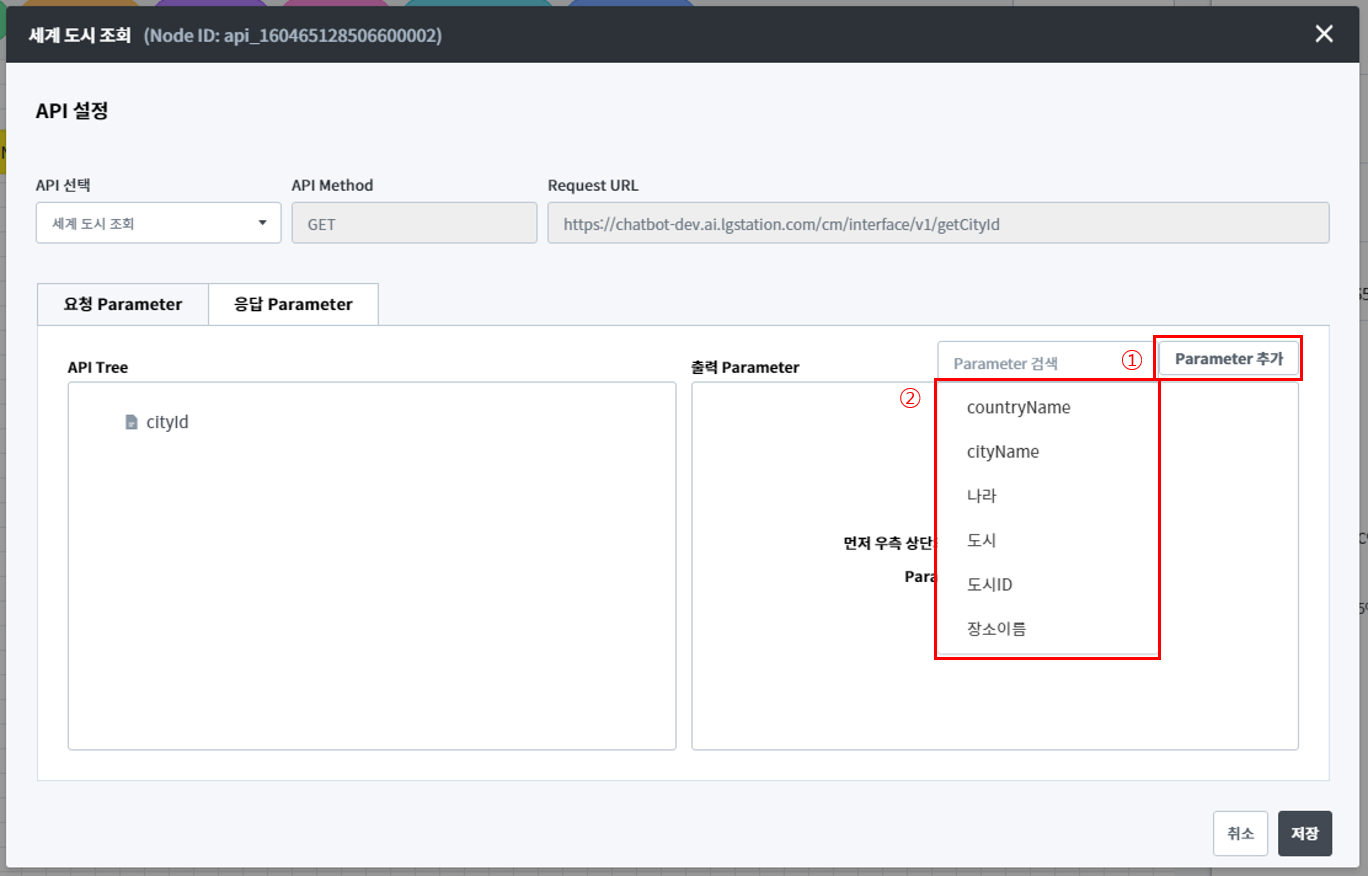 세계 도시 조회 (Node ID: api_160465128506600002)
API 설정
API 선택 API Method Request URL
세계 도시 조회 GET https://chatbot-dev.ai.lgstation.com/cm/interface/v1/getCityId
요청 Parameter 응답 Parameter
API Tree 출력 Parameter Parameter 검색 ① Parameter 추가
②
countryName
cityId
cityName
나라
도시
먼저 우측 상단
Para
도시ID
장소이름
취소 저장